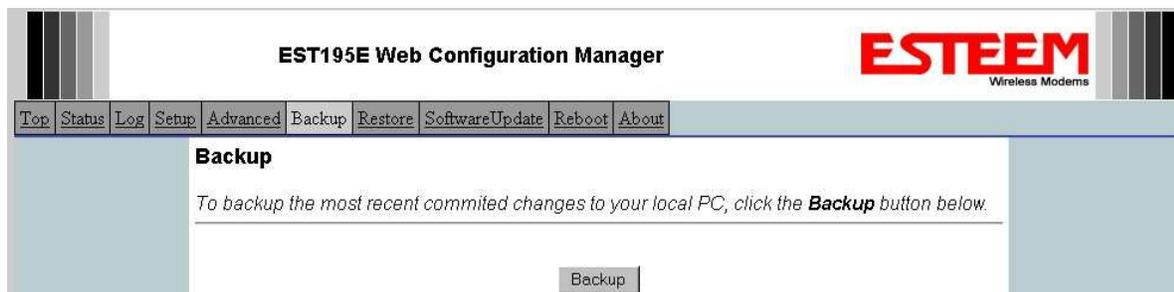 EST195E Web Configuration Manager
ESTEEM
Wireless Modems
Top Status Log Setup Advanced Backup Restore SoftwareUpdate Reboot About
Backup
To backup the most recent commited changes to your local PC, click the Backup button below.
Backup